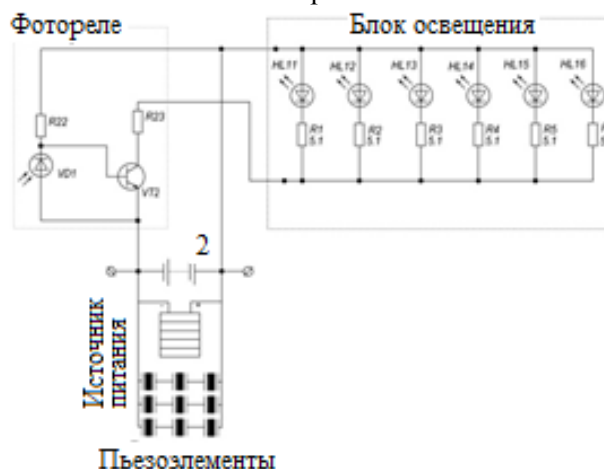 Фотореле
Блок освещения
HL11 HL12 HL13 HL14 HL15 HL16
R22
R23
R1 R2 R3 R4 R5
5.1 5.1 5.1 5.1 5.1
VD1
VT2
2
Источник
питания
Пьезоэлементы